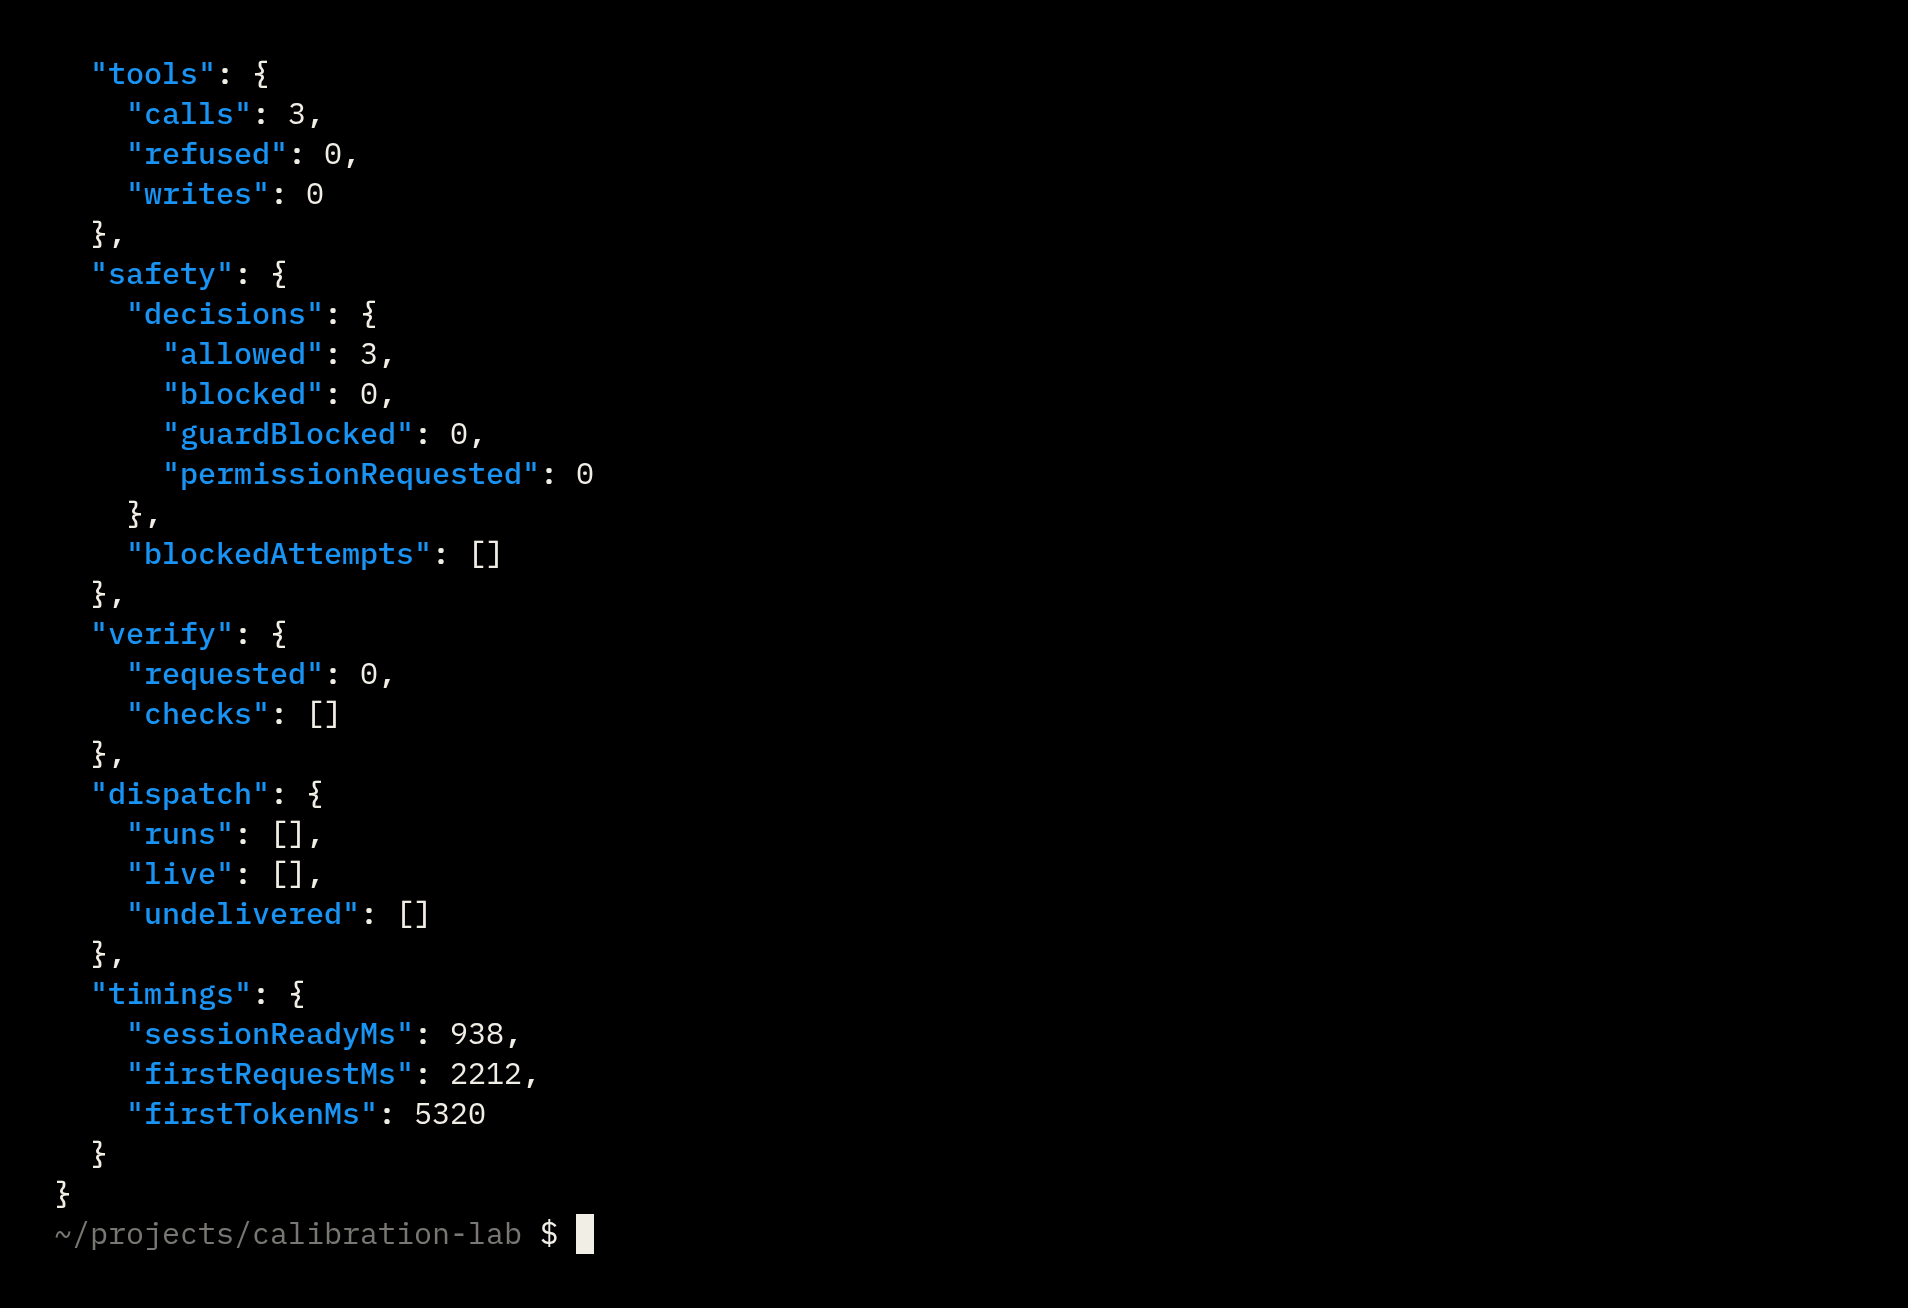 "tools": {
"calls": 3,
"refused": 0,
"writes": 0
},
"safety": {
"decisions": {
"allowed": 3,
"blocked": 0,
"guardBlocked": 0,
"permissionRequested": 0
},
"blockedAttempts": []
},
"verify": {
"requested": 0,
"checks": []
},
"dispatch": {
"runs": [],
"live": [],
"undelivered": []
},
"timings": {
"sessionReadyMs": 938,
"firstRequestMs": 2212,
"firstTokenMs": 5320
}
}
~/projects/calibration-lab $